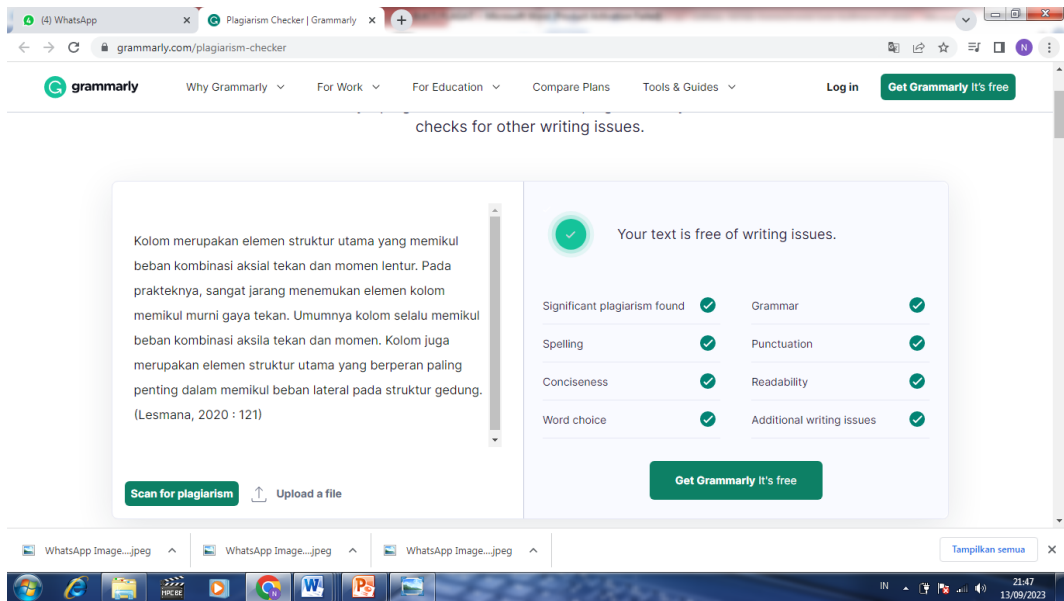 (4) WhatsApp
Plagiarism Checker | Grammarly
grammarly.com/plagiarism-checker
N
grammarly
Why Grammarly
For Work
For Education
Compare Plans
Tools & Guides
Log in
Get Grammarly It's free
checks for other writing issues.
Kolom merupakan elemen struktur utama yang memikul
beban kombinasi aksial tekan dan momen lentur. Pada
prakteknya, sangat jarang menemukan elemen kolom
memikul murni gaya tekan. Umumnya kolom selalu memikul
beban kombinasi aksila tekan dan momen. Kolom juga
merupakan elemen struktur utama yang berperan paling
penting dalam memikul beban lateral pada struktur gedung.
(Lesmana, 2020 : 121)
Scan for plagiarism
Upload a file
Your text is free of writing issues.
Significant plagiarism found
Grammar
Spelling
Punctuation
Conciseness
Readability
Word choice
Additional writing issues
Get Grammarly It's free
WhatsApp Image....jpeg
WhatsApp Image....jpeg
WhatsApp Image....jpeg
Tampilkan semua
IN
21:47
13/09/2023